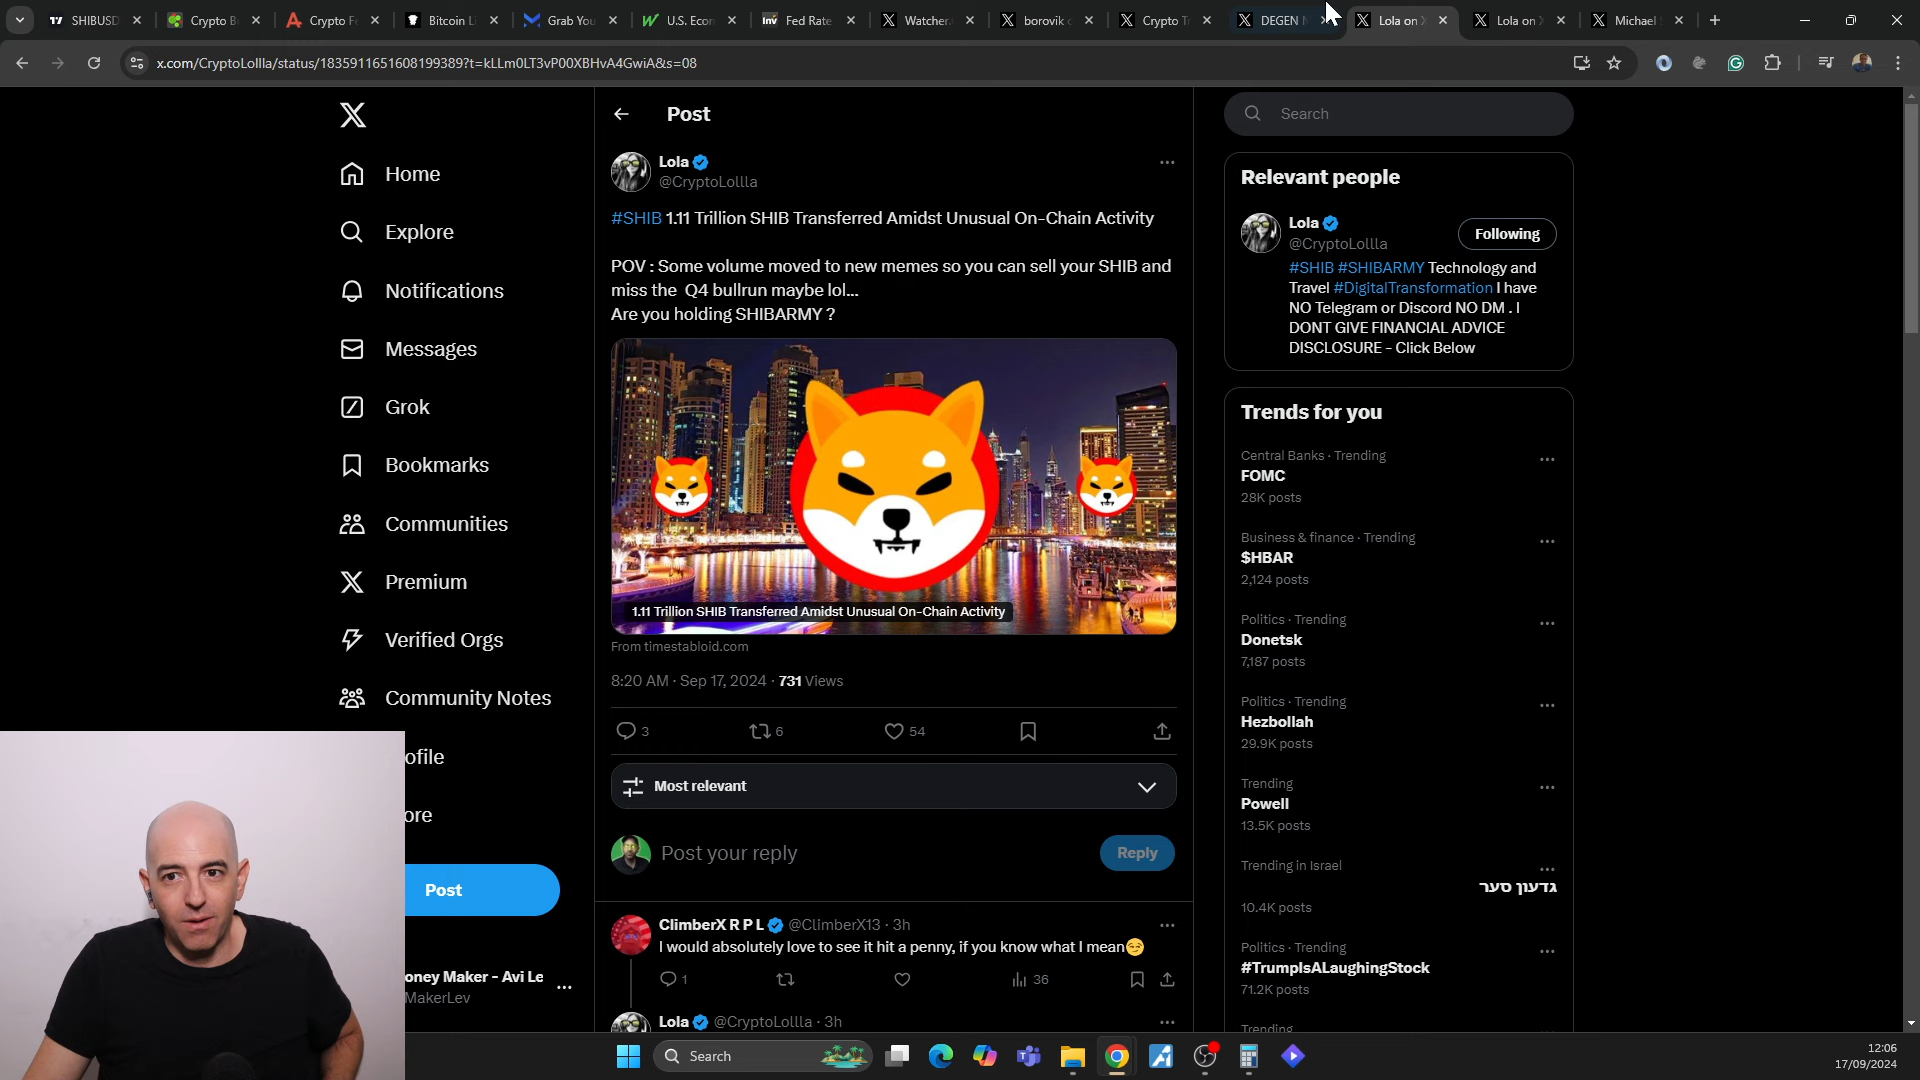 SHIBUSD
Crypto B
Crypto F
Bitcoin Li
Grab You
U.S. Econ
Fed Rate
Watcher.
borovik
Crypto T
DEGEN
Lola on X
Lola on X
Michael
x.com/CryptoLollla/status/1835911651608199389?t=kLLm0LT3vP00XBHvA4GwiA&s=08
Home
Explore
Notifications
Messages
Grok
Bookmarks
Communities
Premium
Verified Orgs
Community Notes
ofile
ore
Post
oney Maker - Avi Le
MakerLev
Post
Lola
@CryptoLollla
#SHIB 1.11 Trillion SHIB Transferred Amidst Unusual On-Chain Activity
POV : Some volume moved to new memes so you can sell your SHIB and
miss the Q4 bullrun maybe lol...
Are you holding SHIBARMY ?
1.11 Trillion SHIB Transferred Amidst Unusual On-Chain Activity
From timestabloid.com
8:20 AM · Sep 17, 2024 · 731 Views
3
6
54
Most relevant
Post your reply
Reply
ClimberX R P L @ClimberX13 · 3h
I would absolutely love to see it hit a penny, if you know what I mean😏
1
36
Lola @CryptoLollla · 3h
Search
Relevant people
Lola
@CryptoLollla
Following
#SHIB #SHIBARMY Technology and
Travel #DigitalTransformation I have
NO Telegram or Discord NO DM . I
DONT GIVE FINANCIAL ADVICE
DISCLOSURE - Click Below
Trends for you
Central Banks · Trending
FOMC
28K posts
Business & finance · Trending
$HBAR
2,124 posts
Politics · Trending
Donetsk
7,187 posts
Politics · Trending
Hezbollah
29.9K posts
Trending
Powell
13.5K posts
Trending in Israel
גדעון סער
10.4K posts
Politics · Trending
#TrumpIsALaughingStock
71.2K posts
Trending
Search
12:06
17/09/2024